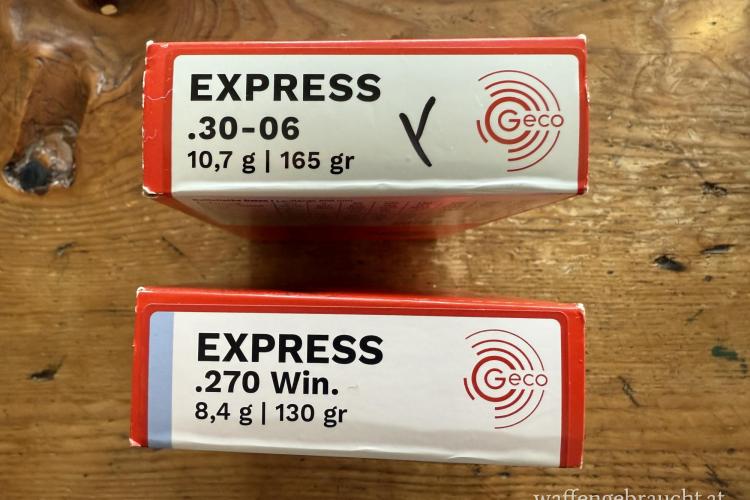 EXPRESS
.30-06
10,7 g | 165 gr
Geco
EXPRESS
.270 Win.
8,4 g | 130 gr
Geco
waffengebraucht.at